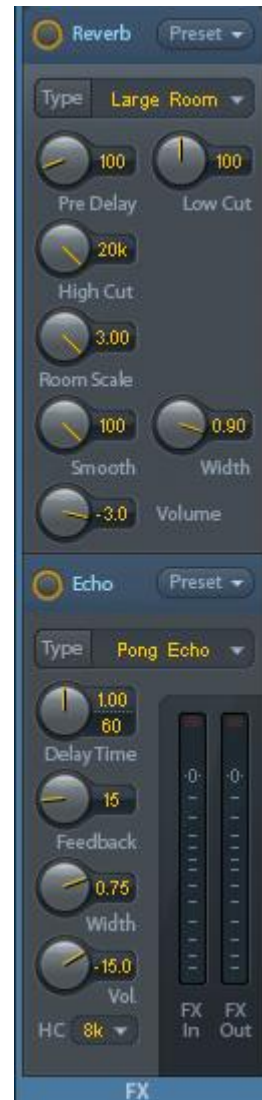 Reverb Preset
Type Large Room
100 100
Pre Delay Low Cut
20k
High Cut
3.00
Room Scale
100 0.90
Smooth Width
-3.0 Volume
Echo Preset
Type Pong Echo
1.00
60
Delay Time
-0- -0-
15
Feedback
0.75
Width
-15.0
Vol.
FX FX
In Out
HC 8k
FX